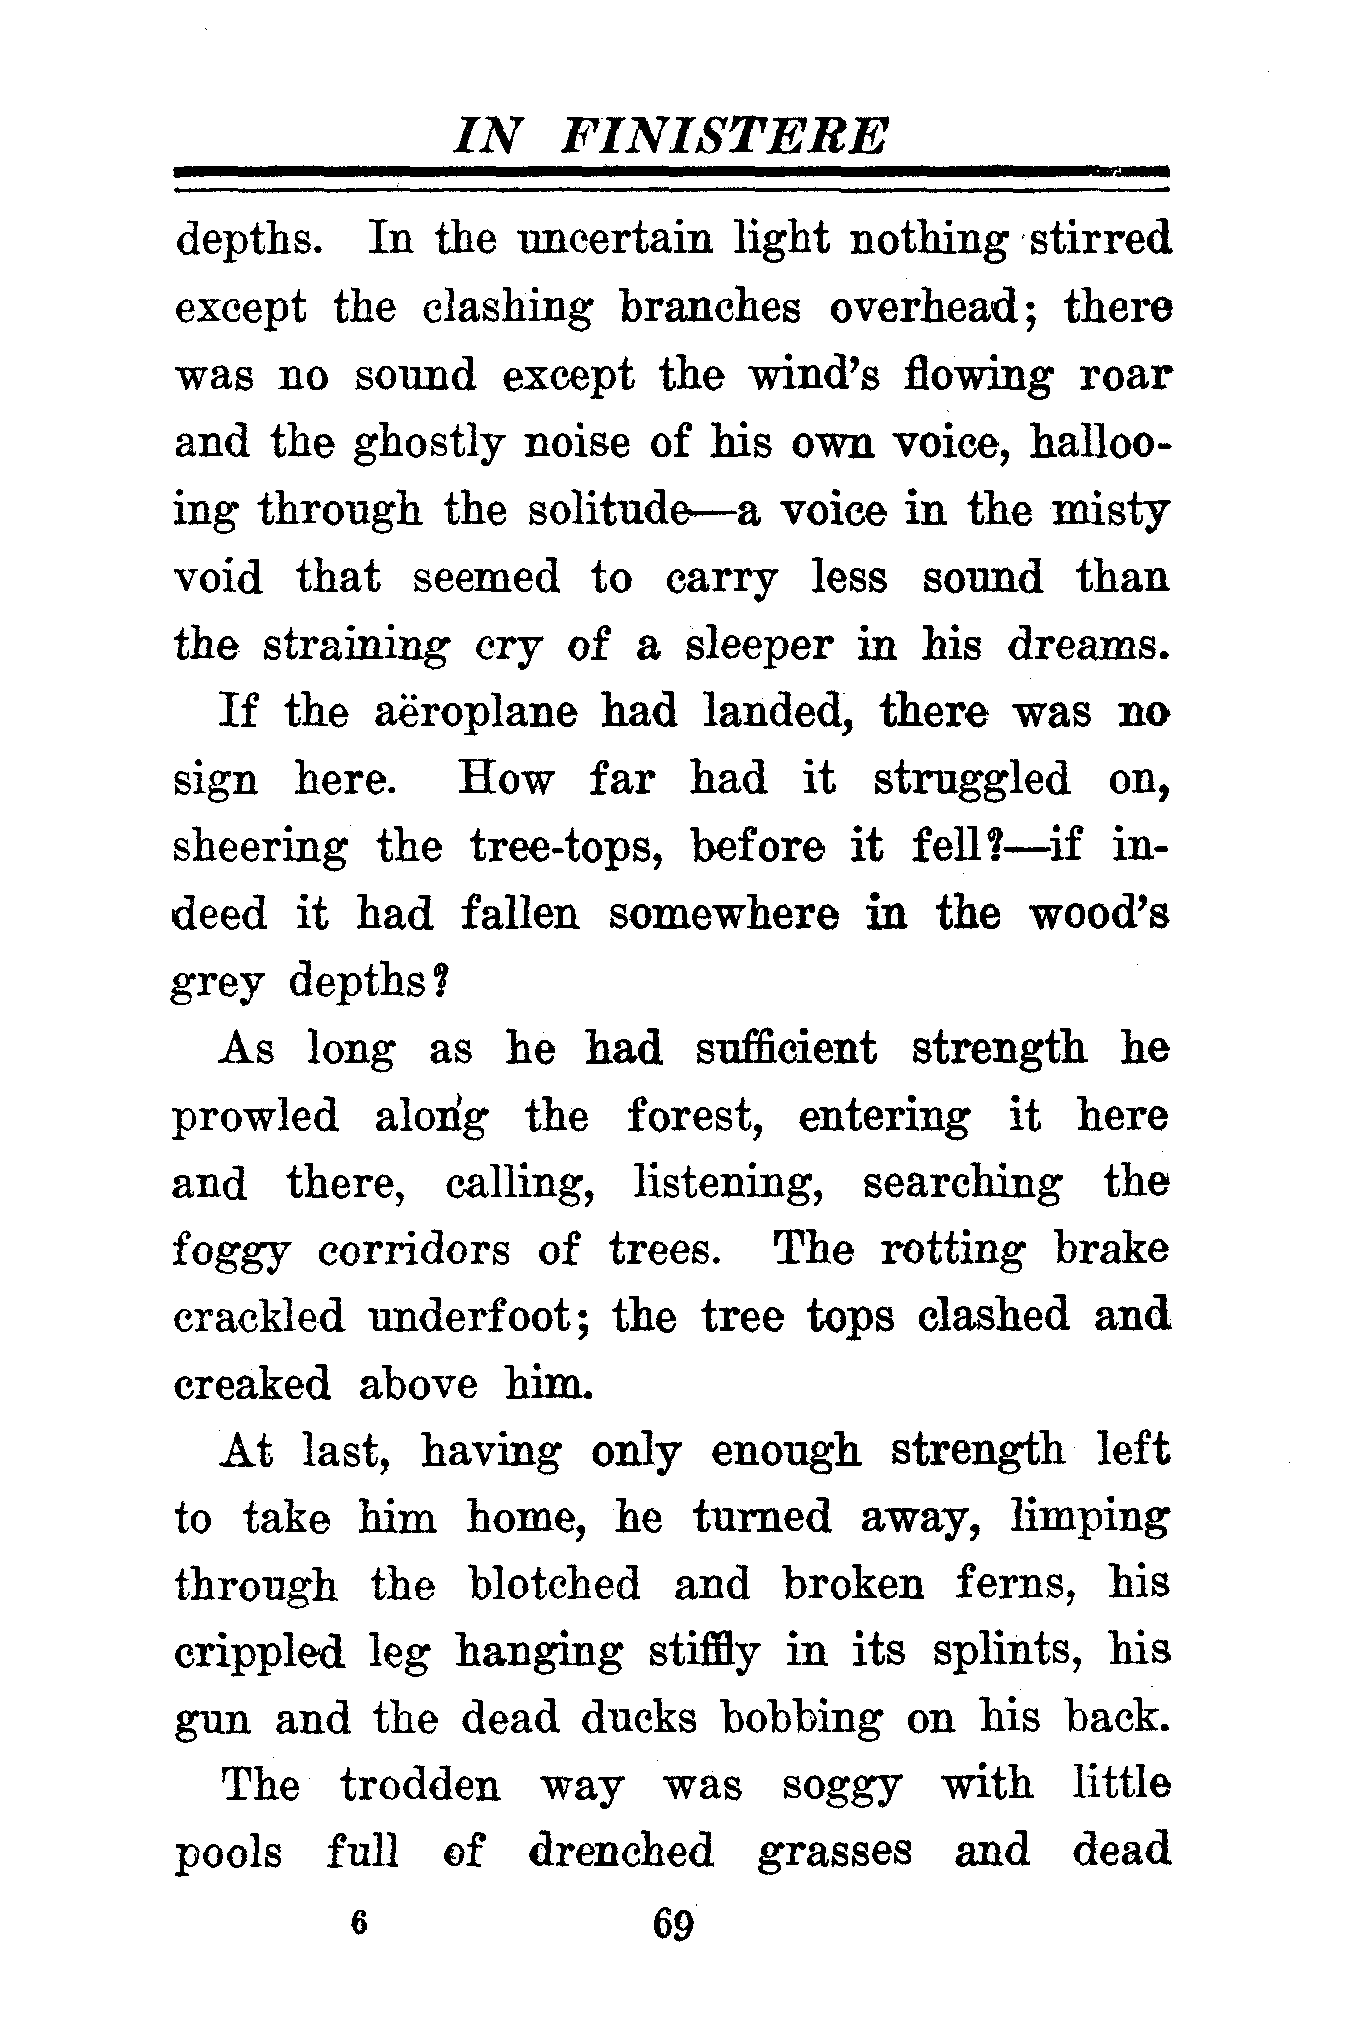 IN FINISTERE
depths. In the uncertain light nothing stirred
except the clashing branches overhead; there
was no sound except the wind's flowing roar
and the ghostly noise of his own voice, halloo-
ing through the solitude—a voice in the misty
void that seemed to carry less sound than
the straining cry of a sleeper in his dreams.
If the aëroplane had landed, there was no
sign here. How far had it struggled on,
sheering the tree-tops, before it fell?—if in-
deed it had fallen somewhere in the wood's
grey depths?
As long as he had sufficient strength he
prowled along the forest, entering it here
and there, calling, listening, searching the
foggy corridors of trees. The rotting brake
crackled underfoot; the tree tops clashed and
creaked above him.
At last, having only enough strength left
to take him home, he turned away, limping
through the blotched and broken ferns, his
crippled leg hanging stiffly in its splints, his
gun and the dead ducks bobbing on his back.
The trodden way was soggy with little
pools full of drenched grasses and dead
6 69